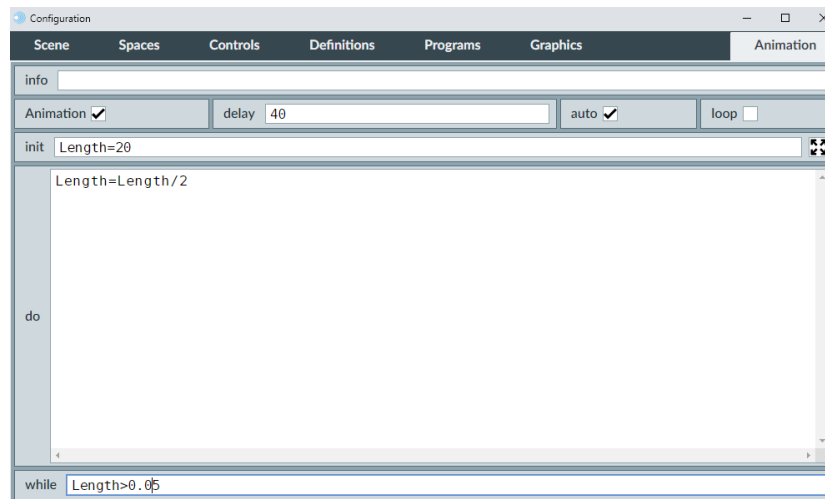 Configuration
Scene Spaces Controls Definitions Programs Graphics Animation
info
Animation delay 40 auto loop
init Length=20
Length=Length/2
do
while Length>0.05